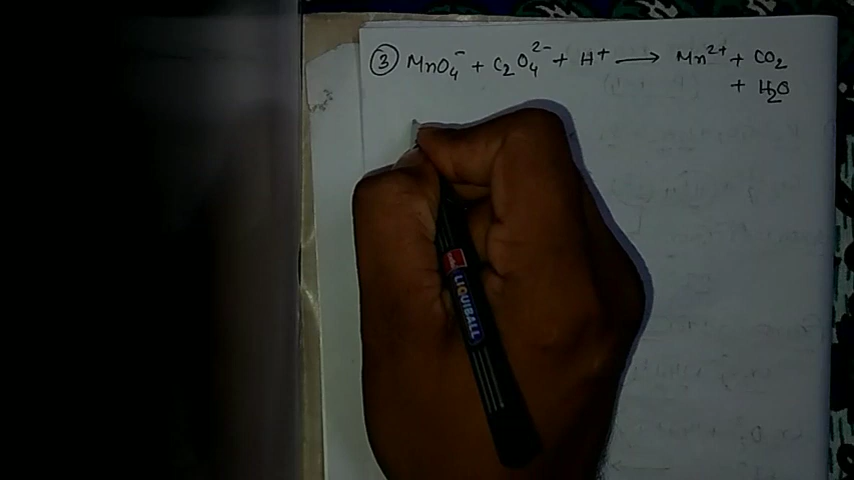 ③ MnO₄⁻ + C₂O₄²⁻ + H⁺ ⟶ Mn²⁺ + CO₂
+ H₂O
LIQUIBALL